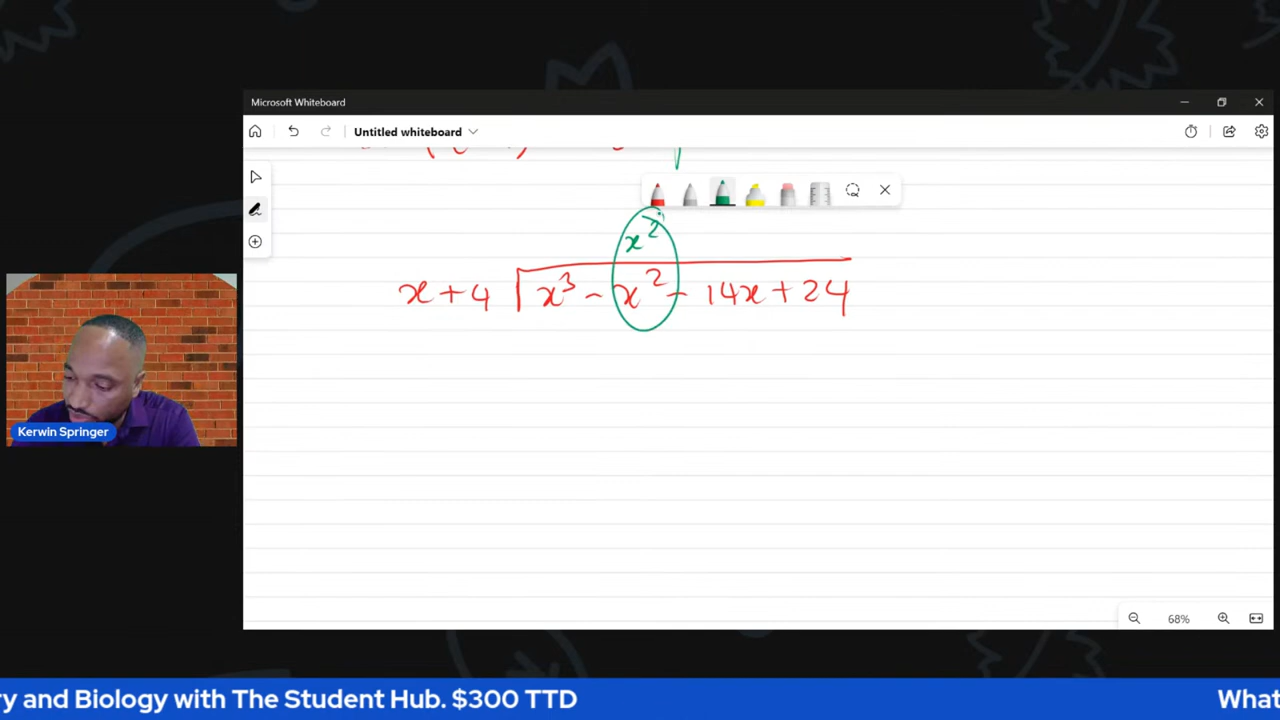 Microsoft Whiteboard
Untitled whiteboard
x²
x+4 x³ - x² - 14x + 24
Kerwin Springer
68%
ry and Biology with The Student Hub. $300 TTD
What